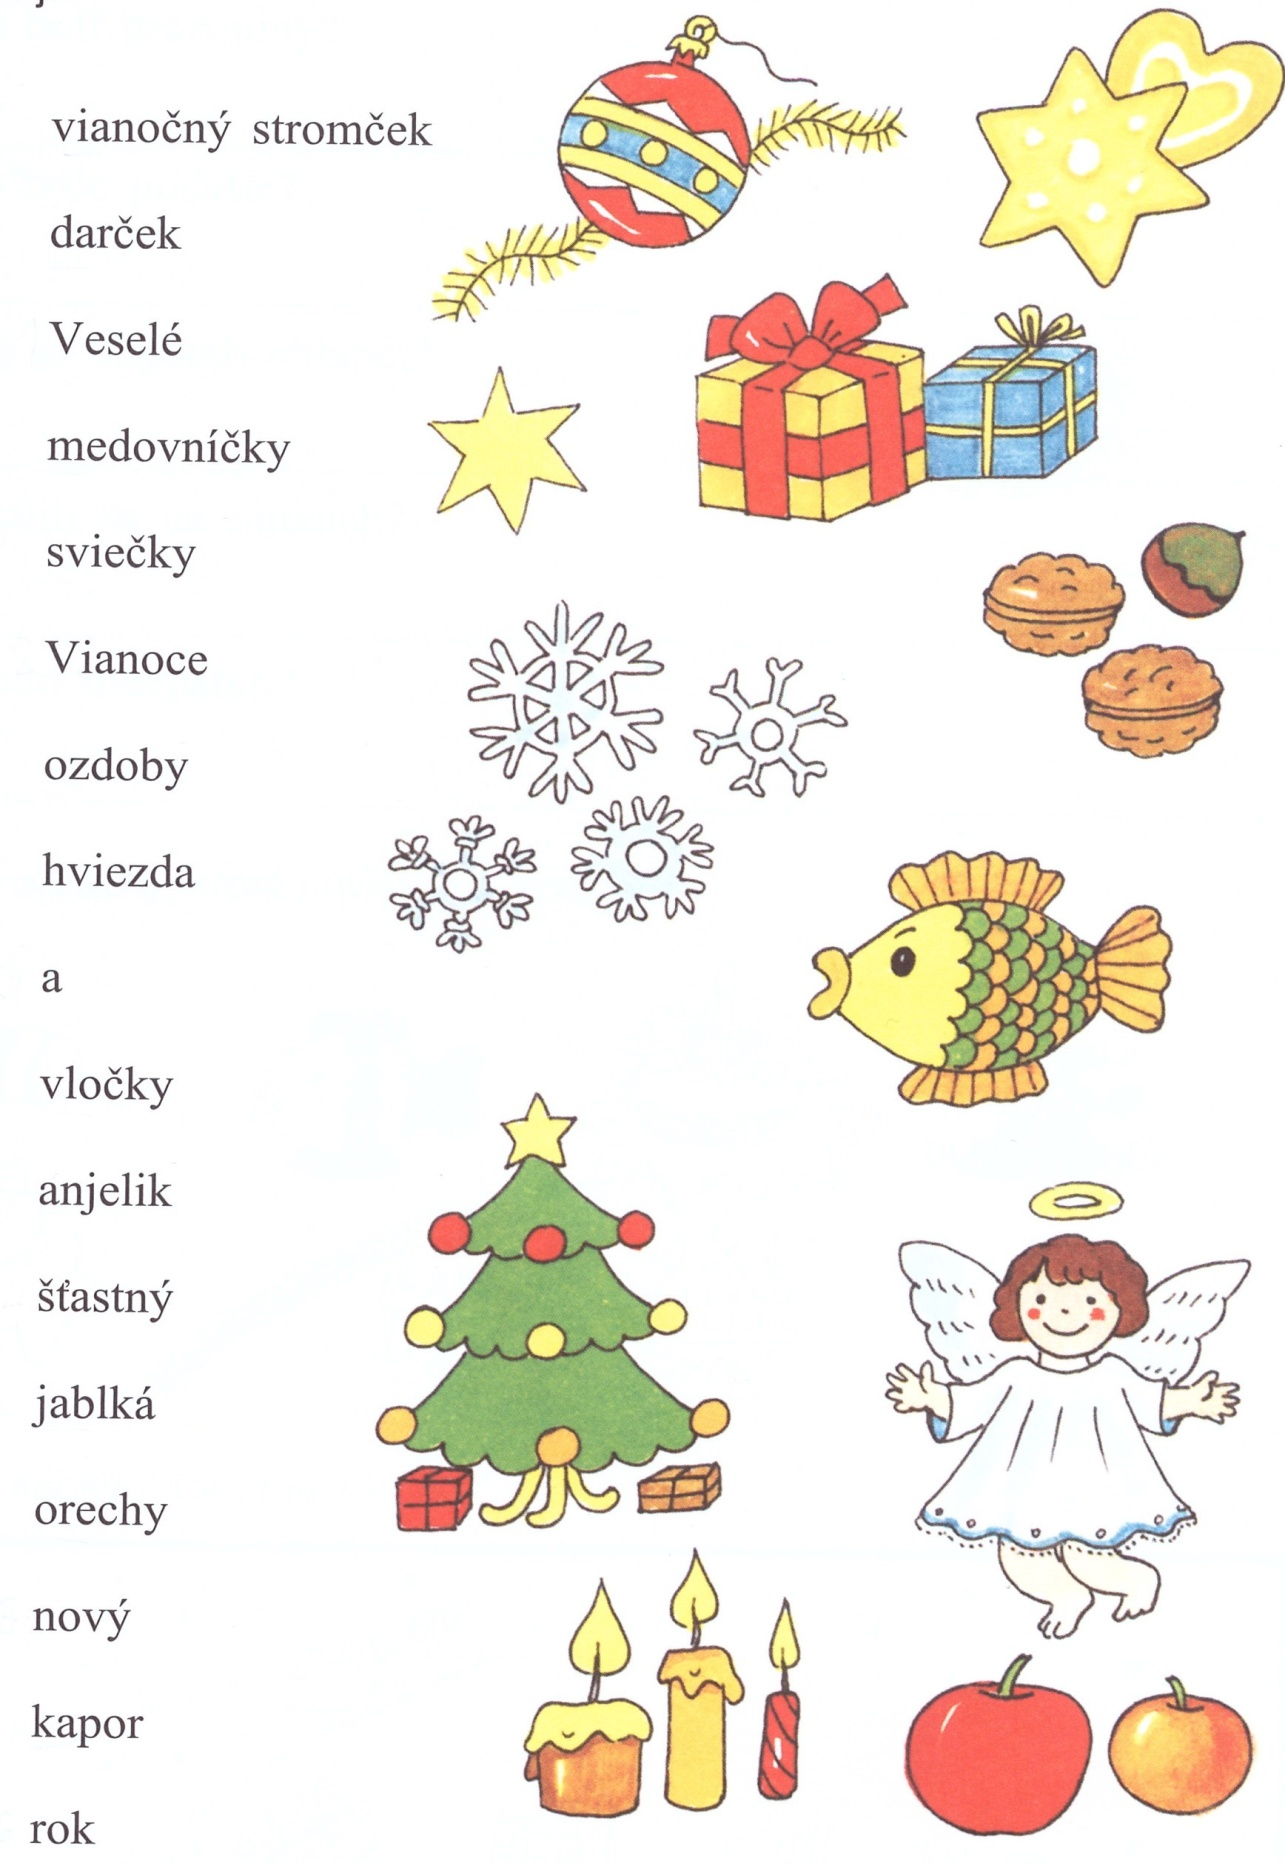 vianočný stromček
darček
Veselé
medovníčky
sviečky
Vianoce
ozdoby
hviezda
a
vločky
anjelik
šťastný
jablká
orechy
nový
kapor
rok